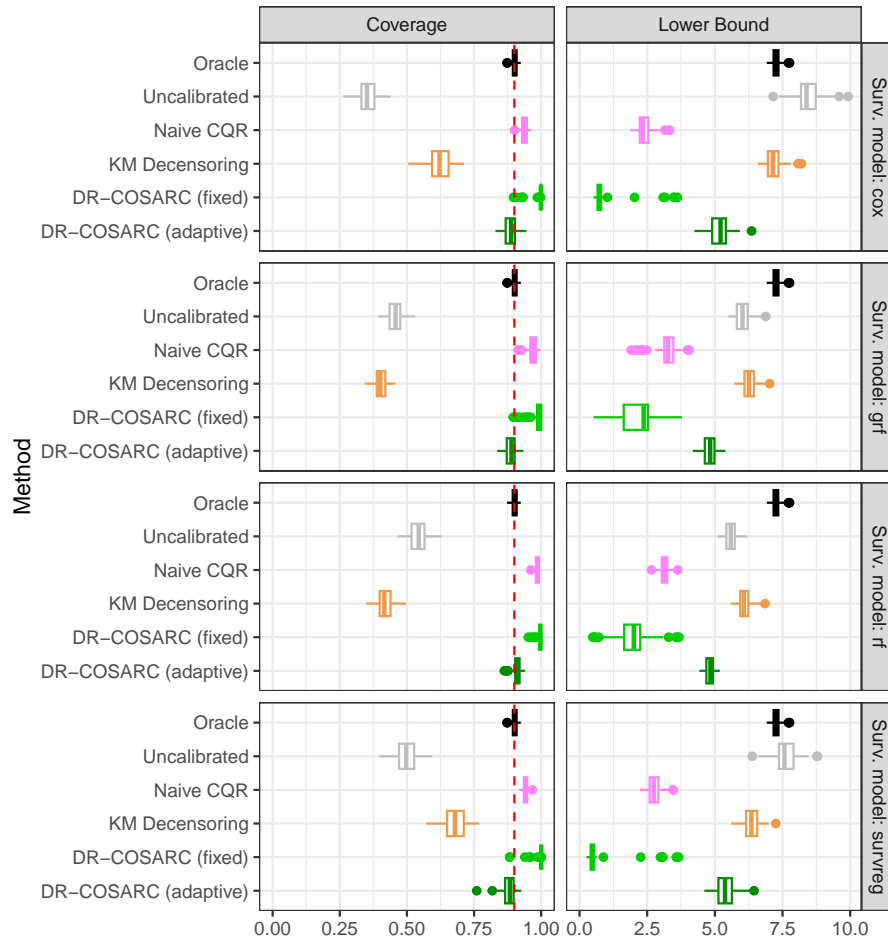 Coverage
Lower Bound
Oracle
Uncalibrated
Naive CQR
KM Decensoring
DR−COSARC (fixed)
DR−COSARC (adaptive)
Surv. model: cox
Oracle
Uncalibrated
Naive CQR
KM Decensoring
DR−COSARC (fixed)
DR−COSARC (adaptive)
Surv. model: grf
Method
Oracle
Uncalibrated
Naive CQR
KM Decensoring
DR−COSARC (fixed)
DR−COSARC (adaptive)
Surv. model: rf
Oracle
Uncalibrated
Naive CQR
KM Decensoring
DR−COSARC (fixed)
DR−COSARC (adaptive)
Surv. model: survreg
0.00 0.25 0.50 0.75 1.00 0.0 2.5 5.0 7.5 10.0